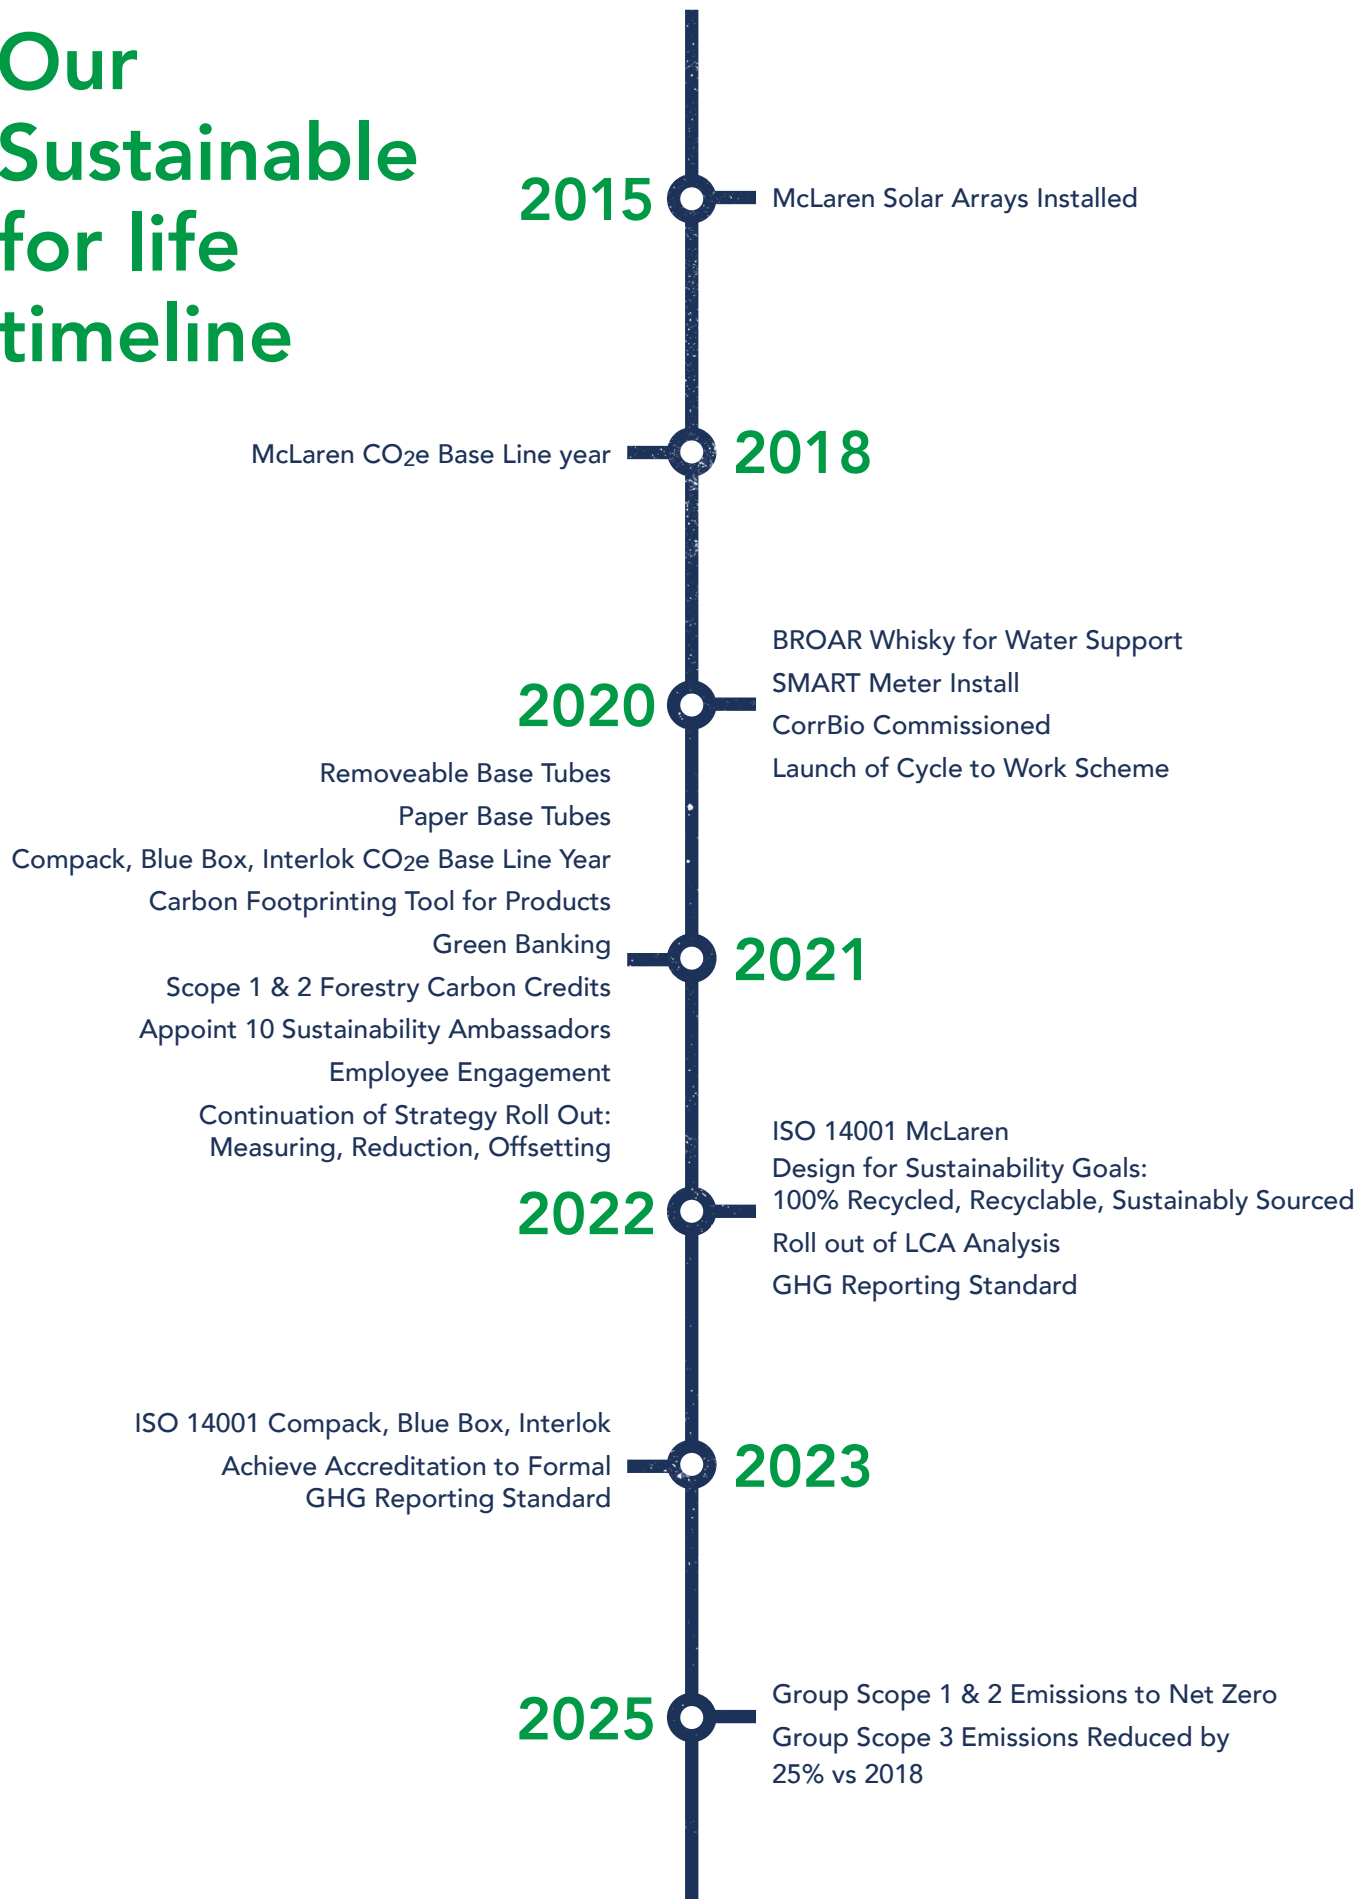 Our
Sustainable
for life
timeline
2015
McLaren Solar Arrays Installed
McLaren CO2e Base Line year
2018
2020
BROAR Whisky for Water Support
SMART Meter Install
CorrBio Commissioned
Launch of Cycle to Work Scheme
Removeable Base Tubes
Paper Base Tubes
Compack, Blue Box, Interlok CO2e Base Line Year
Carbon Footprinting Tool for Products
Green Banking
Scope 1 & 2 Forestry Carbon Credits
Appoint 10 Sustainability Ambassadors
Employee Engagement
Continuation of Strategy Roll Out:
Measuring, Reduction, Offsetting
2021
2022
ISO 14001 McLaren
Design for Sustainability Goals:
100% Recycled, Recyclable, Sustainably Sourced
Roll out of LCA Analysis
GHG Reporting Standard
ISO 14001 Compack, Blue Box, Interlok
Achieve Accreditation to Formal
GHG Reporting Standard
2023
2025
Group Scope 1 & 2 Emissions to Net Zero
Group Scope 3 Emissions Reduced by
25% vs 2018